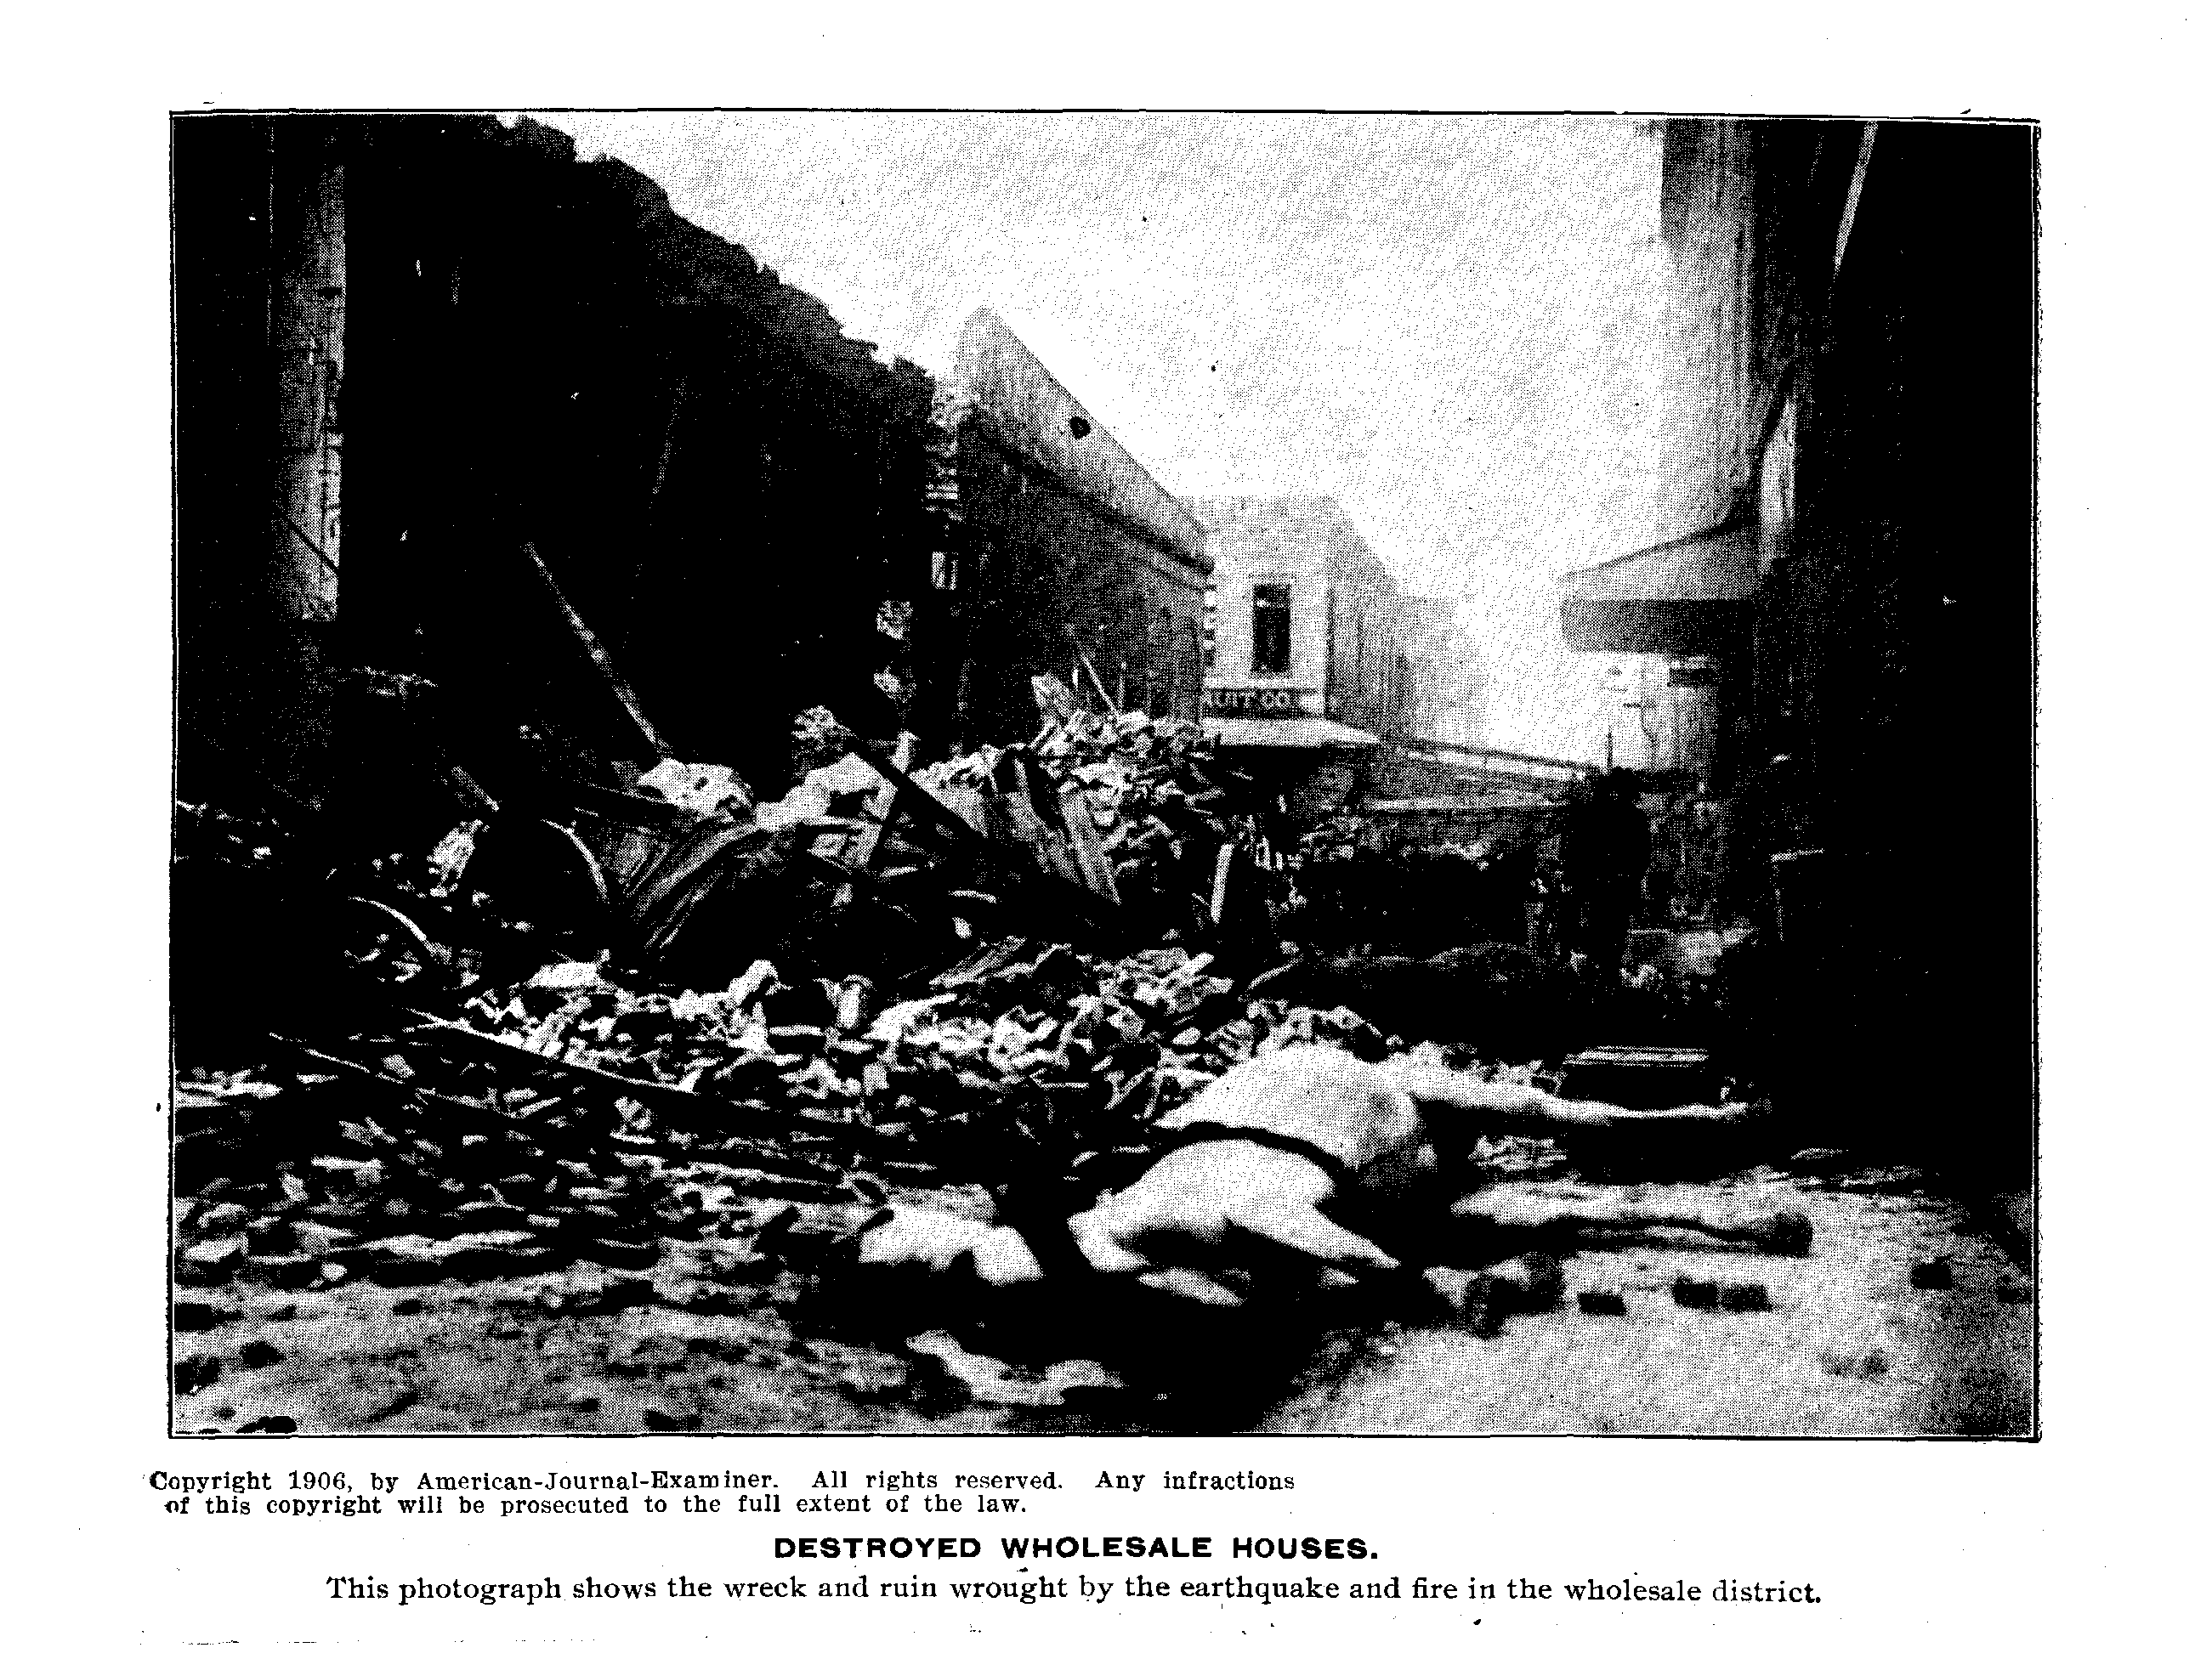 UIT CO.
Copyright 1906, by American-Journal-Examiner. All rights reserved. Any infractions
of this copyright will be prosecuted to the full extent of the law.
DESTROYED WHOLESALE HOUSES.
This photograph shows the wreck and ruin wrought by the earthquake and fire in the wholesale district.